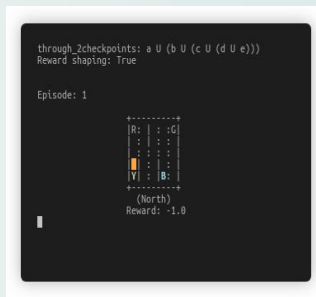 through_2checkpoints: a U (b U (c U (d U e)))
Reward shaping: True
Episode: 1
+---------+
|R: | : :G|
| : | : : |
| : : : : |
| | : | : |
|Y| : |B: |
+---------+
(North)
Reward: -1.0